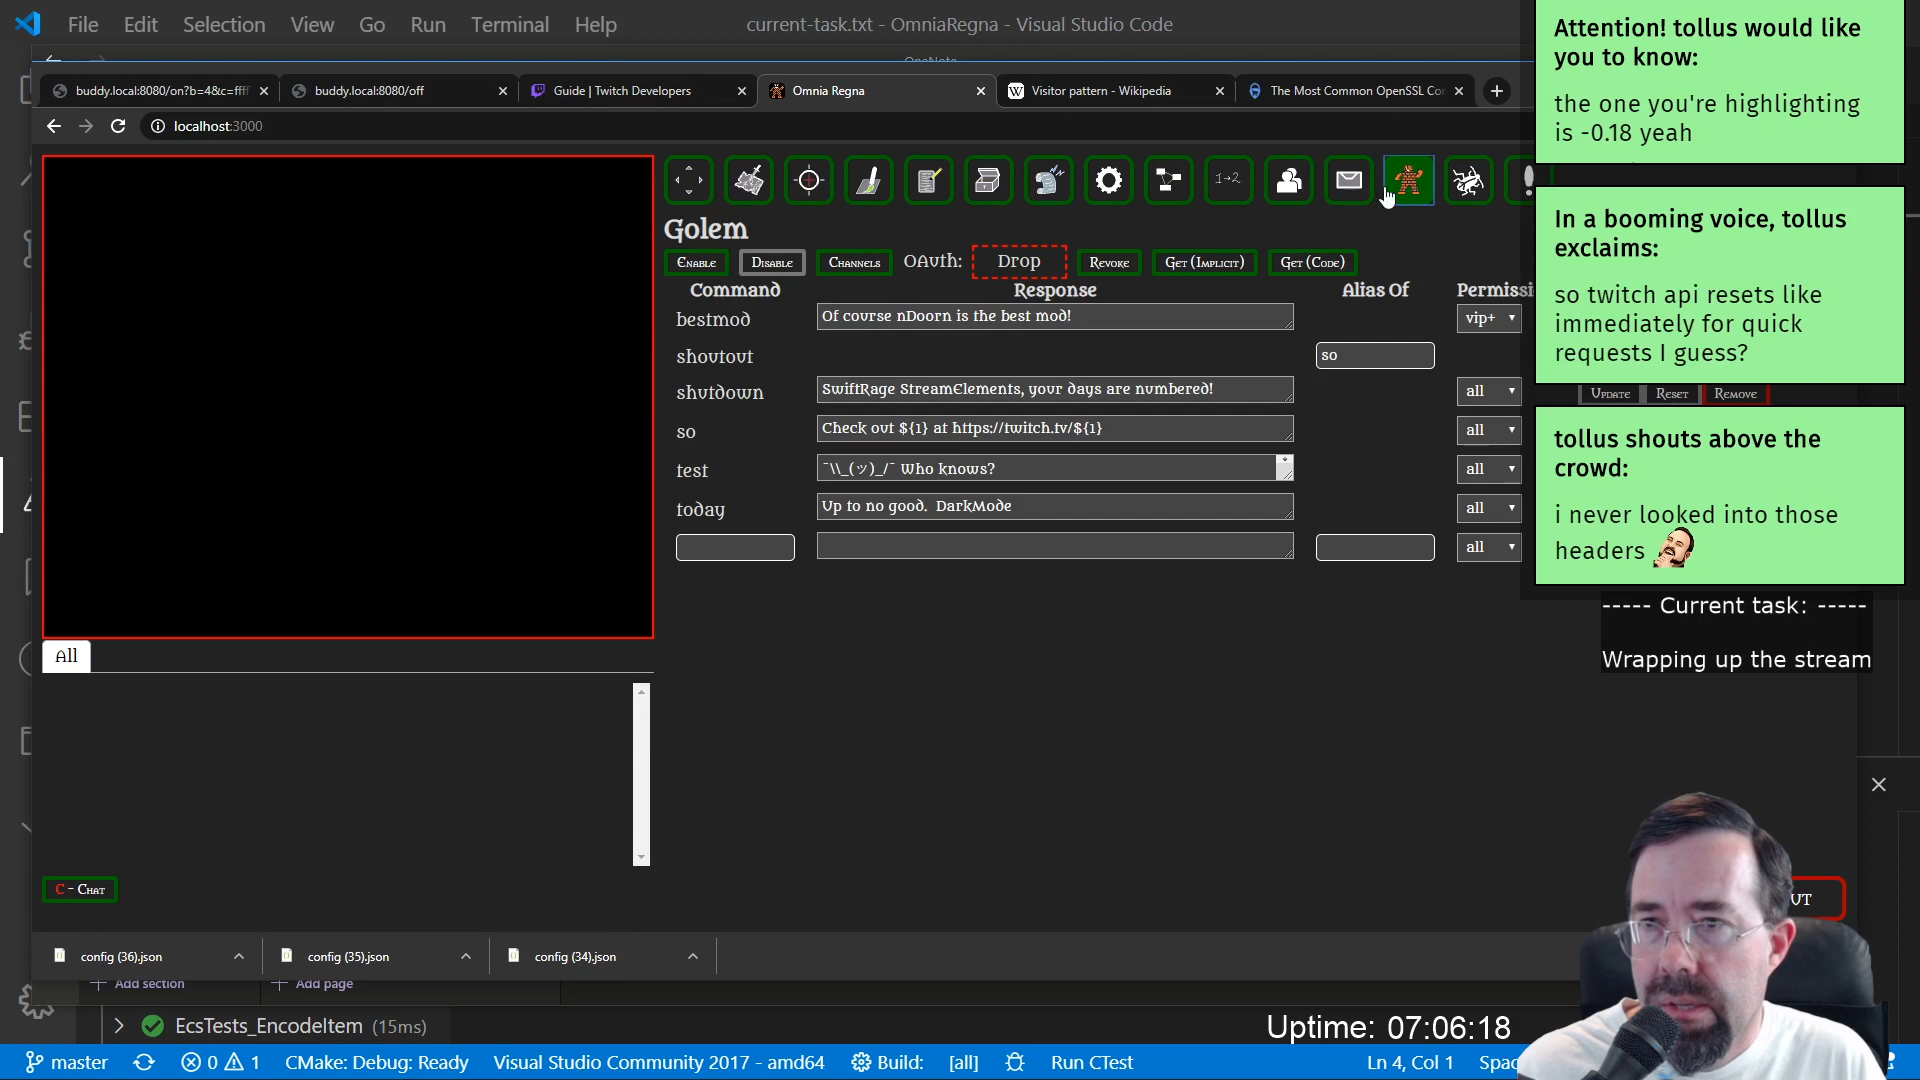 File Edit Selection View Go Run Terminal Help
current-task.txt - OmniaRegna - Visual Studio Code
OneNote
buddy.local:8080/on?b=4&c=ffff
buddy.local:8080/off
Guide | Twitch Developers
Omnia Regna
Visitor pattern - Wikipedia
The Most Common OpenSSL Co
localhost:3000
1→2
Golem
Enable Disable Channels OAuth: Drop Revoke Get (Implicit) Get (Code)
Command Response Alias Of Permissi
bestmod Of course nDoorn is the best mod! vip+
shoutout so
shutdown SwiftRage StreamElements, your days are numbered! all
so Check out ${1} at https://twitch.tv/${1} all
test ¯\\_(ツ)_/¯ Who knows? all
today Up to no good. DarkMode all
all
Update Reset Remove
Attention! tollus would like
you to know:
the one you're highlighting
is -0.18 yeah
In a booming voice, tollus
exclaims:
so twitch api resets like
immediately for quick
requests I guess?
tollus shouts above the
crowd:
i never looked into those
headers
----- Current task: -----
Wrapping up the stream
All
C - Chat
UT
config (36).json
config (35).json
config (34).json
Add section
Add page
EcsTests_EncodeItem (15ms)
Uptime: 07:06:18
master 0 1 CMake: Debug: Ready Visual Studio Community 2017 - amd64 Build: [all] Run CTest Ln 4, Col 1 Spac